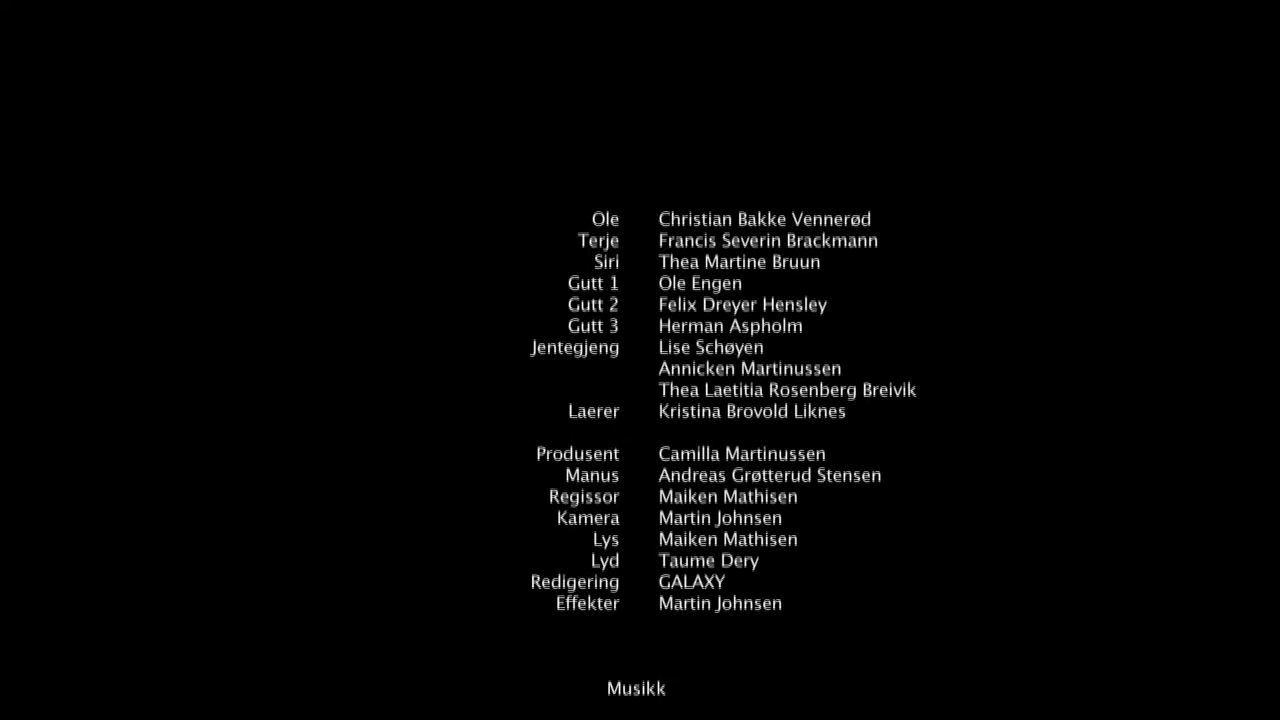 Ole Christian Bakke Vennerød
Terje Francis Severin Brackmann
Siri Thea Martine Bruun
Gutt 1 Ole Engen
Gutt 2 Felix Dreyer Hensley
Gutt 3 Herman Aspholm
Jentegjeng Lise Schøyen
Annicken Martinussen
Thea Laetitia Rosenberg Breivik
Laerer Kristina Brovold Liknes
Produsent Camilla Martinussen
Manus Andreas Grøtterud Stensen
Regissor Maiken Mathisen
Kamera Martin Johnsen
Lys Maiken Mathisen
Lyd Taume Dery
Redigering GALAXY
Effekter Martin Johnsen
Musikk